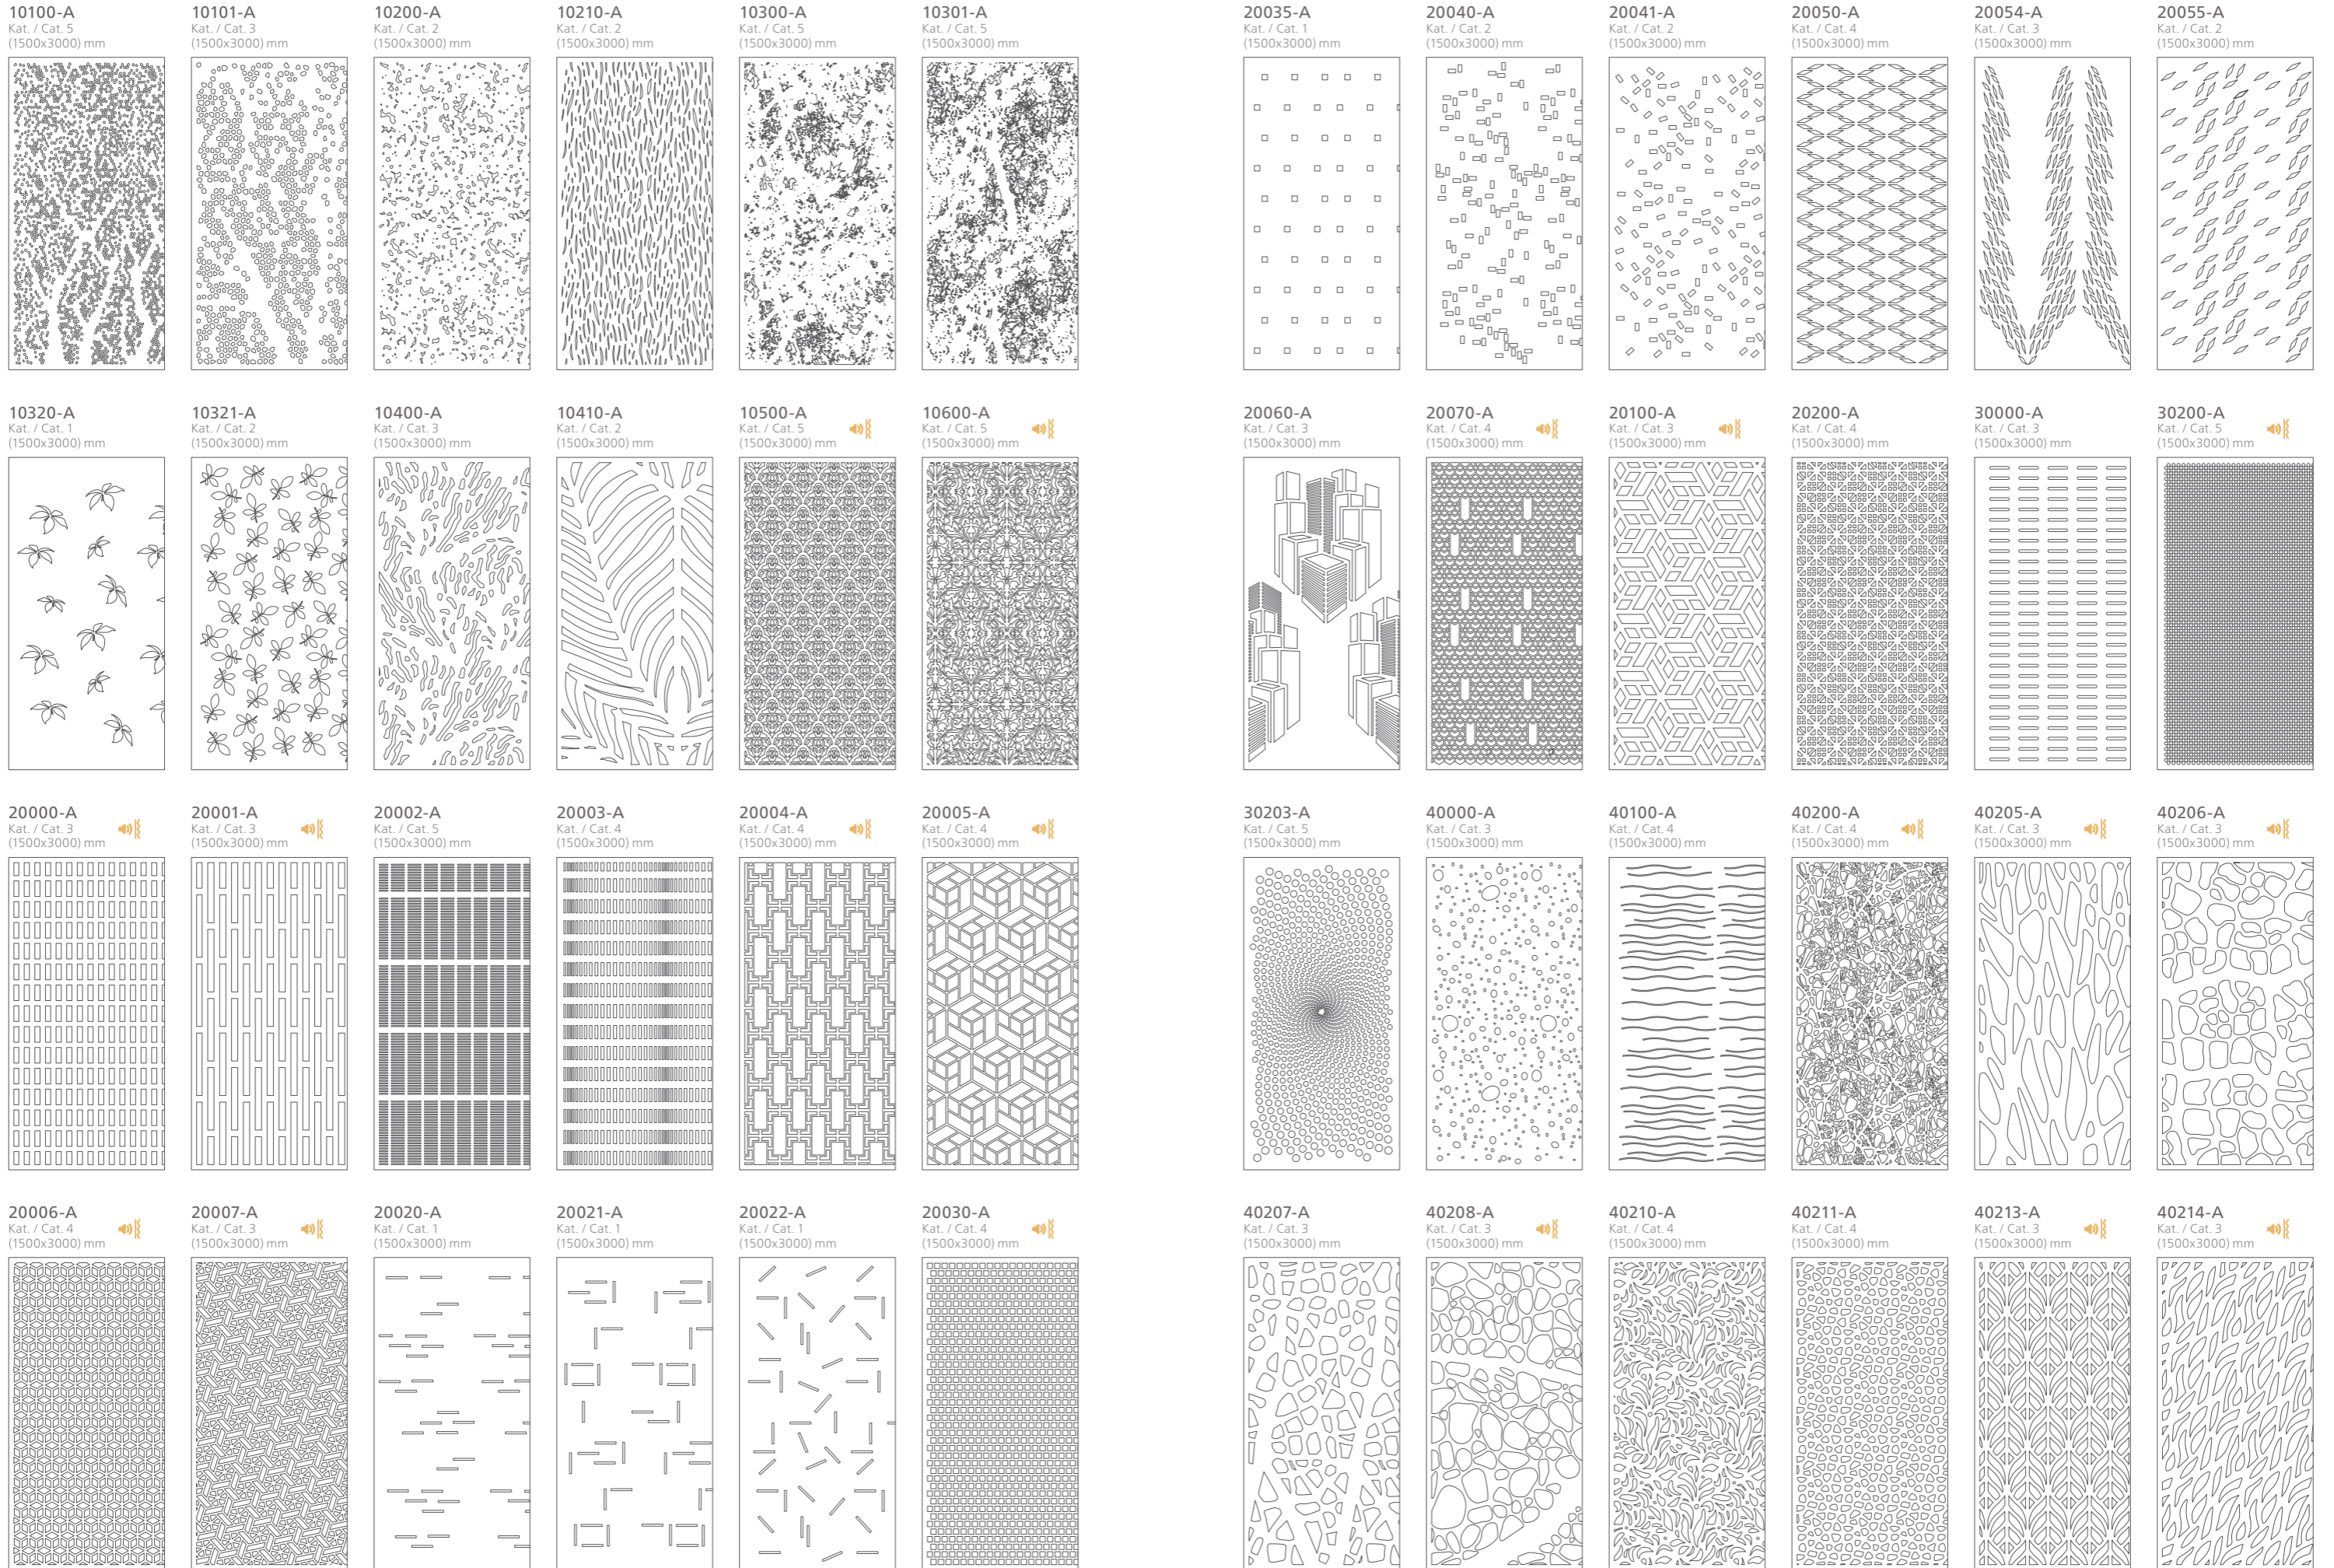 10100-A
Kat. / Cat. 5
(1500x3000) mm
10101-A
Kat. / Cat. 3
(1500x3000) mm
10200-A
Kat. / Cat. 2
(1500x3000) mm
10210-A
Kat. / Cat. 2
(1500x3000) mm
10300-A
Kat. / Cat. 5
(1500x3000) mm
10301-A
Kat. / Cat. 5
(1500x3000) mm
20035-A
Kat. / Cat. 1
(1500x3000) mm
20040-A
Kat. / Cat. 2
(1500x3000) mm
20041-A
Kat. / Cat. 2
(1500x3000) mm
20050-A
Kat. / Cat. 4
(1500x3000) mm
20054-A
Kat. / Cat. 3
(1500x3000) mm
20055-A
Kat. / Cat. 2
(1500x3000) mm
10320-A
Kat. / Cat. 1
(1500x3000) mm
10321-A
Kat. / Cat. 2
(1500x3000) mm
10400-A
Kat. / Cat. 3
(1500x3000) mm
10410-A
Kat. / Cat. 2
(1500x3000) mm
10500-A
Kat. / Cat. 5
(1500x3000) mm
10600-A
Kat. / Cat. 5
(1500x3000) mm
20060-A
Kat. / Cat. 3
(1500x3000) mm
20070-A
Kat. / Cat. 4
(1500x3000) mm
20100-A
Kat. / Cat. 3
(1500x3000) mm
20200-A
Kat. / Cat. 4
(1500x3000) mm
30000-A
Kat. / Cat. 3
(1500x3000) mm
30200-A
Kat. / Cat. 5
(1500x3000) mm
20000-A
Kat. / Cat. 3
(1500x3000) mm
20001-A
Kat. / Cat. 3
(1500x3000) mm
20002-A
Kat. / Cat. 5
(1500x3000) mm
20003-A
Kat. / Cat. 4
(1500x3000) mm
20004-A
Kat. / Cat. 4
(1500x3000) mm
20005-A
Kat. / Cat. 4
(1500x3000) mm
30203-A
Kat. / Cat. 5
(1500x3000) mm
40000-A
Kat. / Cat. 3
(1500x3000) mm
40100-A
Kat. / Cat. 4
(1500x3000) mm
40200-A
Kat. / Cat. 4
(1500x3000) mm
40205-A
Kat. / Cat. 3
(1500x3000) mm
40206-A
Kat. / Cat. 3
(1500x3000) mm
20006-A
Kat. / Cat. 4
(1500x3000) mm
20007-A
Kat. / Cat. 3
(1500x3000) mm
20020-A
Kat. / Cat. 1
(1500x3000) mm
20021-A
Kat. / Cat. 1
(1500x3000) mm
20022-A
Kat. / Cat. 1
(1500x3000) mm
20030-A
Kat. / Cat. 4
(1500x3000) mm
40207-A
Kat. / Cat. 3
(1500x3000) mm
40208-A
Kat. / Cat. 3
(1500x3000) mm
40210-A
Kat. / Cat. 4
(1500x3000) mm
40211-A
Kat. / Cat. 4
(1500x3000) mm
40213-A
Kat. / Cat. 3
(1500x3000) mm
40214-A
Kat. / Cat. 3
(1500x3000) mm